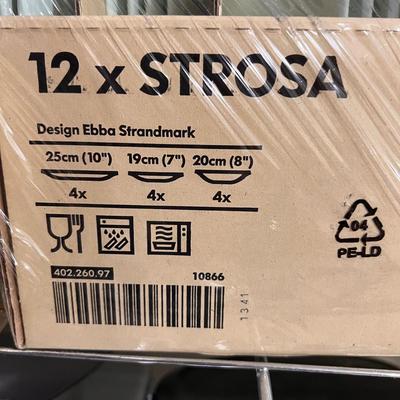 12 x STROSA
Design Ebba Strandmark
25cm (10") 19cm (7") 20cm (8")
4x 4x 4x
04
PE-LD
402.260.97 10866
1341